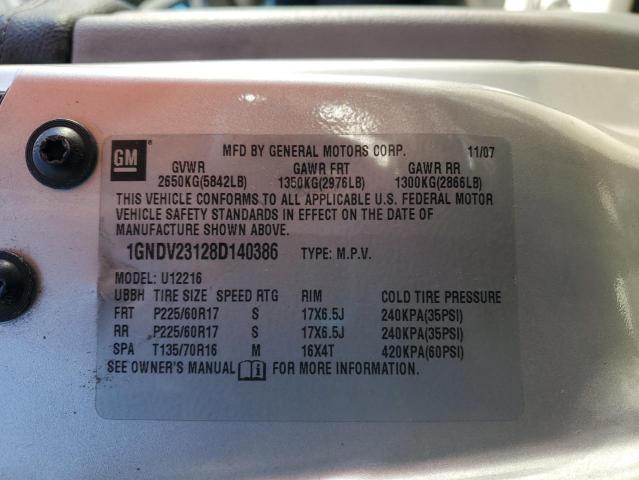 GM ® MFD BY GENERAL MOTORS CORP. 11/07
GVWR GAWR FRT GAWR RR
2650KG(5842LB) 1350KG(2976LB) 1300KG(2866LB)
THIS VEHICLE CONFORMS TO ALL APPLICABLE U.S. FEDERAL MOTOR
VEHICLE SAFETY STANDARDS IN EFFECT ON THE DATE OF
MANUFACTURE SHOWN ABOVE.
1GNDV23128D140386 TYPE: M.P.V.
MODEL: U12216
UBBH TIRE SIZE SPEED RTG RIM COLD TIRE PRESSURE
FRT P225/60R17 S 17X6.5J 240KPA(35PSI)
RR P225/60R17 S 17X6.5J 240KPA(35PSI)
SPA T135/70R16 M 16X4T 420KPA(60PSI)
SEE OWNER'S MANUAL i FOR MORE INFORMATION.